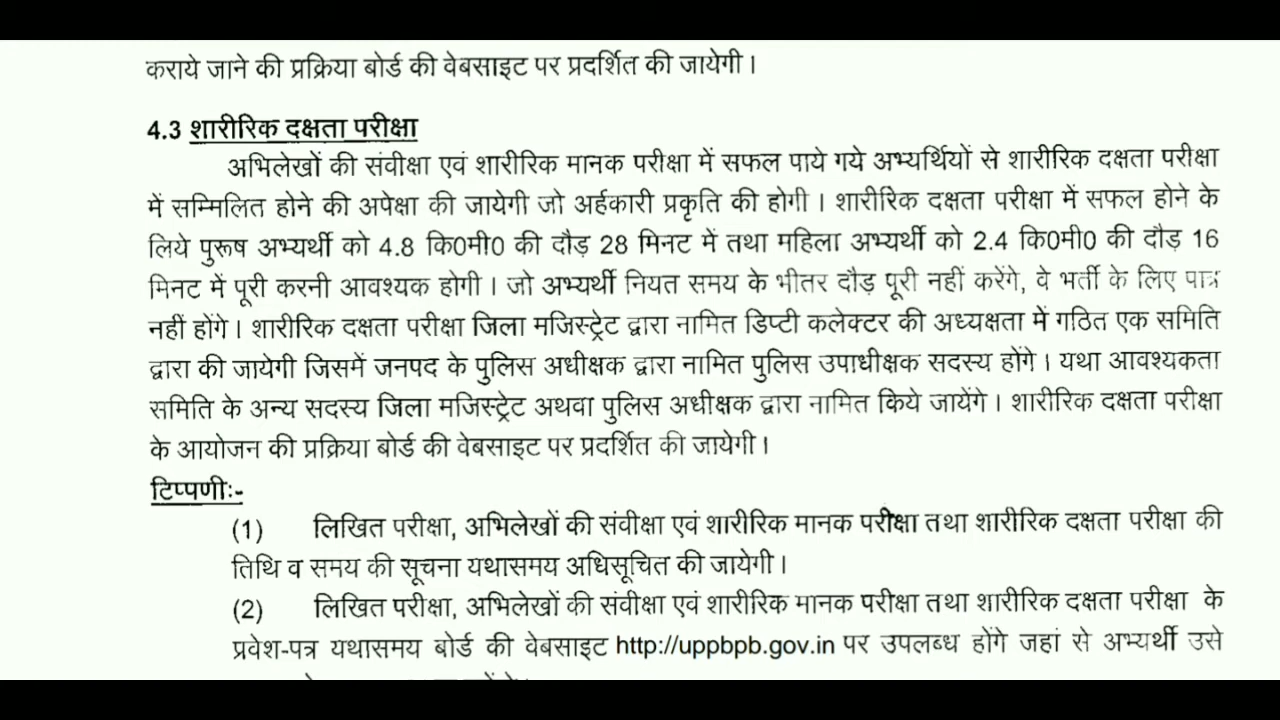 कराये जाने की प्रक्रिया बोर्ड की वेबसाइट पर प्रदर्शित की जायेगी।
4.3 शारीरिक दक्षता परीक्षा
अभिलेखों की संवीक्षा एवं शारीरिक मानक परीक्षा में सफल पाये गये अभ्यर्थियों से शारीरिक दक्षता परीक्षा
में सम्मिलित होने की अपेक्षा की जायेगी जो अर्हकारी प्रकृति की होगी। शारीरिक दक्षता परीक्षा में सफल होने के
लिये पुरूष अभ्यर्थी को 4.8 कि0मी0 की दौड़ 28 मिनट में तथा महिला अभ्यर्थी को 2.4 कि0मी0 की दौड़ 16
मिनट में पूरी करनी आवश्यक होगी। जो अभ्यर्थी नियत समय के भीतर दौड़ पूरी नहीं करेंगे, वे भर्ती के लिए पात्र
नहीं होंगे। शारीरिक दक्षता परीक्षा जिला मजिस्ट्रेट द्वारा नामित डिप्टी कलेक्टर की अध्यक्षता में गठित एक समिति
द्वारा की जायेगी जिसमें जनपद के पुलिस अधीक्षक द्वारा नामित पुलिस उपाधीक्षक सदस्य होंगे। यथा आवश्यकता
समिति के अन्य सदस्य जिला मजिस्ट्रेट अथवा पुलिस अधीक्षक द्वारा नामित किये जायेंगे। शारीरिक दक्षता परीक्षा
के आयोजन की प्रक्रिया बोर्ड की वेबसाइट पर प्रदर्शित की जायेगी।
टिप्पणीः-
(1) लिखित परीक्षा, अभिलेखों की संवीक्षा एवं शारीरिक मानक परीक्षा तथा शारीरिक दक्षता परीक्षा की
तिथि व समय की सूचना यथासमय अधिसूचित की जायेगी।
(2) लिखित परीक्षा, अभिलेखों की संवीक्षा एवं शारीरिक मानक परीक्षा तथा शारीरिक दक्षता परीक्षा के
प्रवेश-पत्र यथासमय बोर्ड की वेबसाइट http://uppbpb.gov.in पर उपलब्ध होंगे जहां से अभ्यर्थी उसे